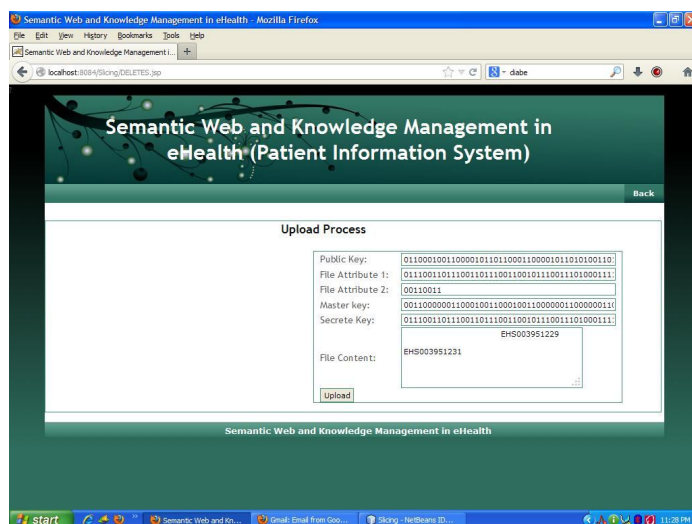 Semantic Web and Knowledge Management in eHealth - Mozilla Firefox
File Edit View History Bookmarks Tools Help
Semantic Web and Knowledge Management i... +
localhost:8084/Slicing/DELETES.jsp dabe
Semantic Web and Knowledge Management in
eHealth (Patient Information System)
Back
Upload Process
Public Key:
File Attribute 1:
File Attribute 2: 00110011
Master key:
Secrete Key:
EHS003951229
File Content: EHS003951231
Upload
Semantic Web and Knowledge Management in eHealth
start Semantic Web and Kn... Gmail: Email from Goo... Slicing - NetBeans ID... 11:28 PM